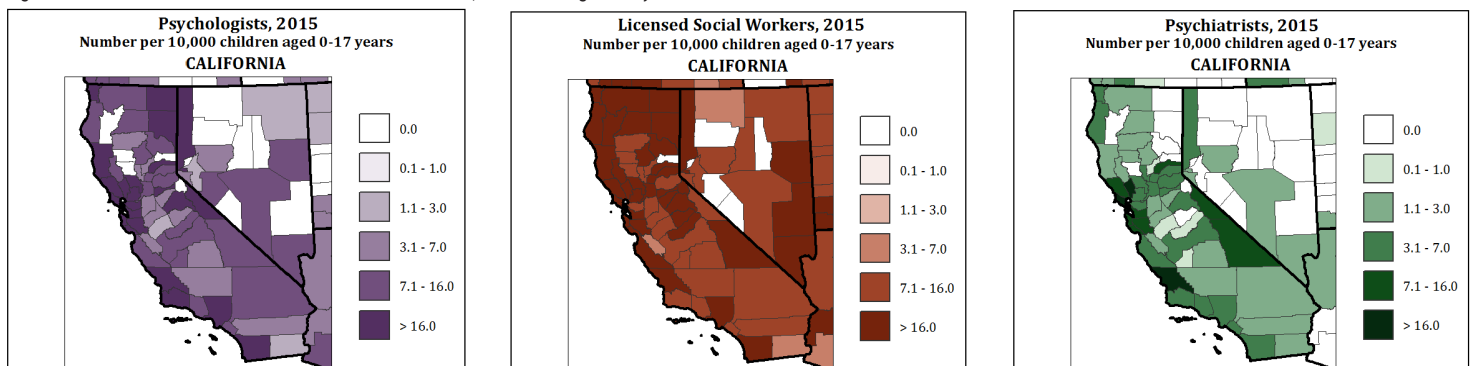 Psychologists, 2015
Number per 10,000 children aged 0-17 years
CALIFORNIA
0.0
0.1 - 1.0
1.1 - 3.0
3.1 - 7.0
7.1 - 16.0
> 16.0
Licensed Social Workers, 2015
Number per 10,000 children aged 0-17 years
CALIFORNIA
0.0
0.1 - 1.0
1.1 - 3.0
3.1 - 7.0
7.1 - 16.0
> 16.0
Psychiatrists, 2015
Number per 10,000 children aged 0-17 years
CALIFORNIA
0.0
0.1 - 1.0
1.1 - 3.0
3.1 - 7.0
7.1 - 16.0
> 16.0